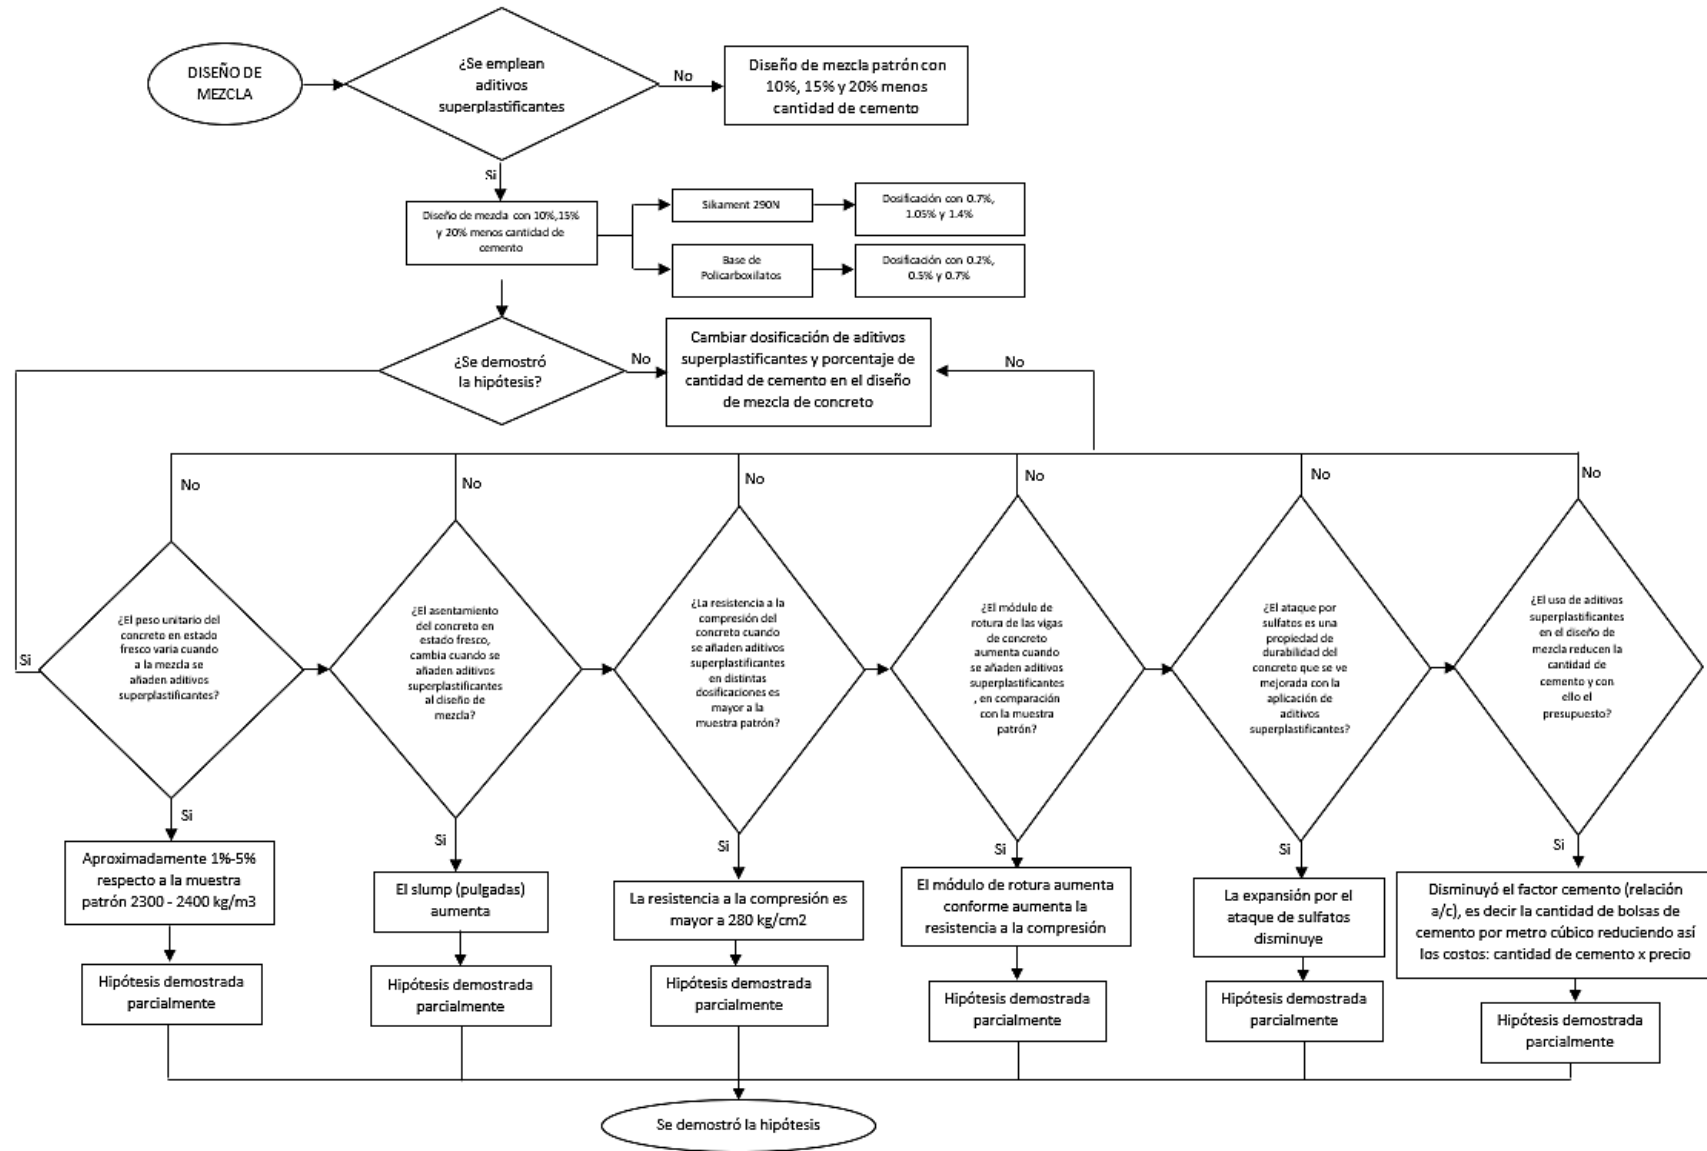 DISEÑO DE
MEZCLA
¿Se emplean
aditivos
superplastificantes
No
Diseño de mezcla patrón con
10%, 15% y 20% menos
cantidad de cemento
Si
Diseño de mezcla con 10%,15%
y 20% menos cantidad de
cemento
Sikament 290N
Dosificación con 0.7%,
1.05% y 1.4%
Base de
Policarboxilatos
Dosificación con 0.2%,
0.5% y 0.7%
¿Se demostró
la hipótesis?
No
Cambiar dosificación de aditivos
superplastificantes y porcentaje de
cantidad de cemento en el diseño
de mezcla de concreto
No
No
No
No
No
No
No
Si
¿El peso unitario del
concreto en estado
fresco varia cuando
a la mezcla se
añaden aditivos
superplastificantes?
¿El asentamiento
del concreto en
estado fresco,
cambia cuando se
añaden aditivos
superplastificantes
al diseño de
mezcla?
¿La resistencia a la
compresión del
concreto cuando
se añaden aditivos
superplastificantes
en distintas
dosificaciones es
mayor a la
muestra patrón?
¿El módulo de
rotura de las vigas
de concreto
aumenta cuando
se añaden aditivos
superplastificantes
, en comparación
con la muestra
patrón?
¿El ataque por
sulfatos es una
propiedad de
durabilidad del
concreto que se ve
mejorada con la
aplicación de
aditivos
superplastificantes?
¿El uso de aditivos
superplastificantes
en el diseño de
mezcla reducen la
cantidad de
cemento y con
ello el
presupuesto?
Si
Si
Si
Si
Si
Si
Aproximadamente 1%-5%
respecto a la muestra
patrón 2300 - 2400 kg/m3
El slump (pulgadas)
aumenta
La resistencia a la compresión es
mayor a 280 kg/cm2
El módulo de rotura aumenta
conforme aumenta la
resistencia a la compresión
La expansión por el
ataque de sulfatos
disminuye
Disminuyó el factor cemento (relación
a/c), es decir la cantidad de bolsas de
cemento por metro cúbico reduciendo así
los costos: cantidad de cemento x precio
Hipótesis demostrada
parcialmente
Hipótesis demostrada
parcialmente
Hipótesis demostrada
parcialmente
Hipótesis demostrada
parcialmente
Hipótesis demostrada
parcialmente
Hipótesis demostrada
parcialmente
Se demostró la hipótesis